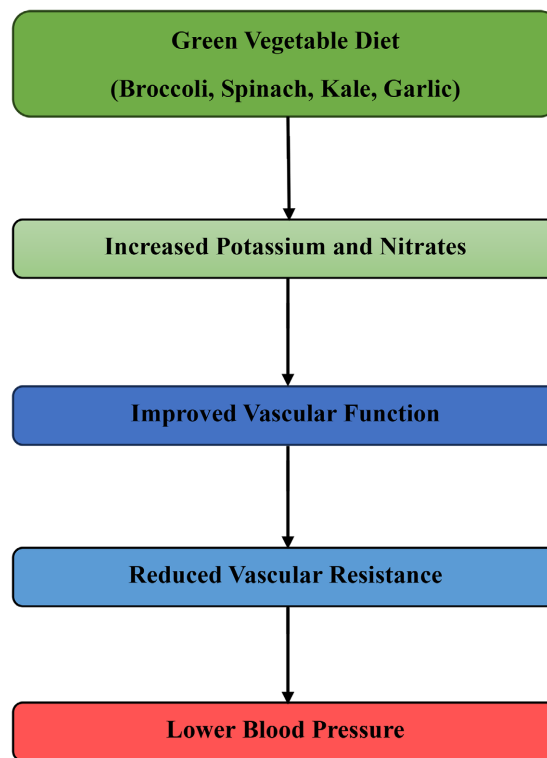 Green Vegetable Diet
(Broccoli, Spinach, Kale, Garlic)
Increased Potassium and Nitrates
Improved Vascular Function
Reduced Vascular Resistance
Lower Blood Pressure